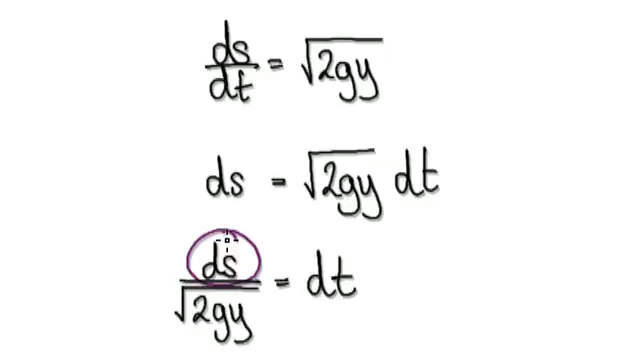 ds/dt = √2gy
ds = √2gy dt
ds/√2gy = dt